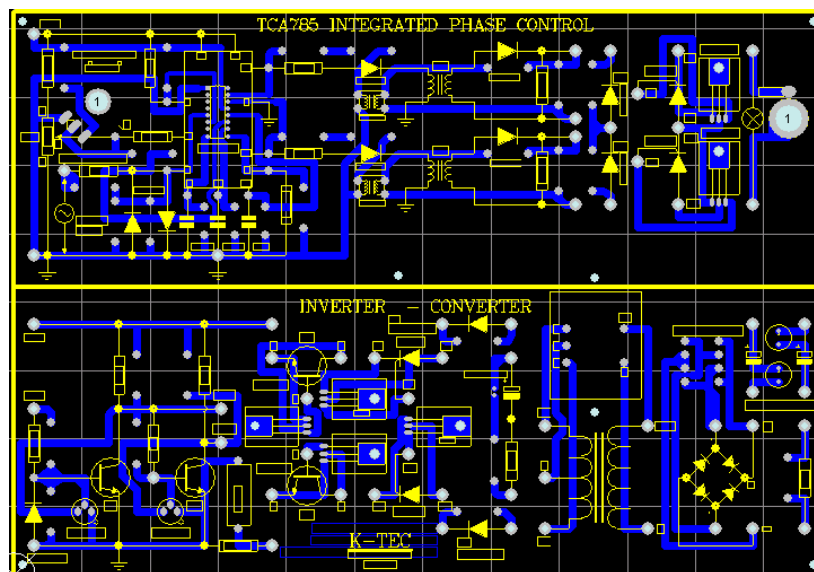 TCA785 INTEGRATED PHASE CONTROL
1
1
INVERTER - CONVERTER
K-TEC